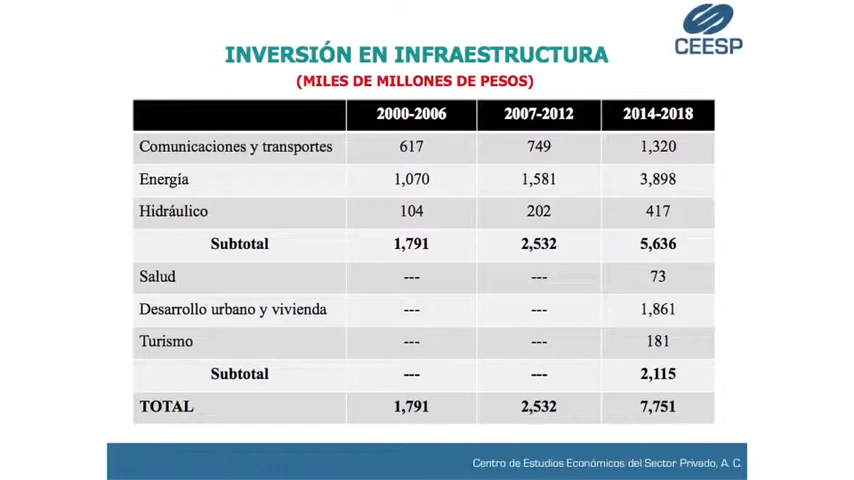 CEESP
INVERSIÓN EN INFRAESTRUCTURA
(MILES DE MILLONES DE PESOS)
2000-2006 2007-2012 2014-2018
Comunicaciones y transportes 617 749 1,320
Energía 1,070 1,581 3,898
Hidráulico 104 202 417
Subtotal 1,791 2,532 5,636
Salud --- --- 73
Desarrollo urbano y vivienda --- --- 1,861
Turismo --- --- 181
Subtotal --- --- 2,115
TOTAL 1,791 2,532 7,751
Centro de Estudios Económicos del Sector Privado, A. C.